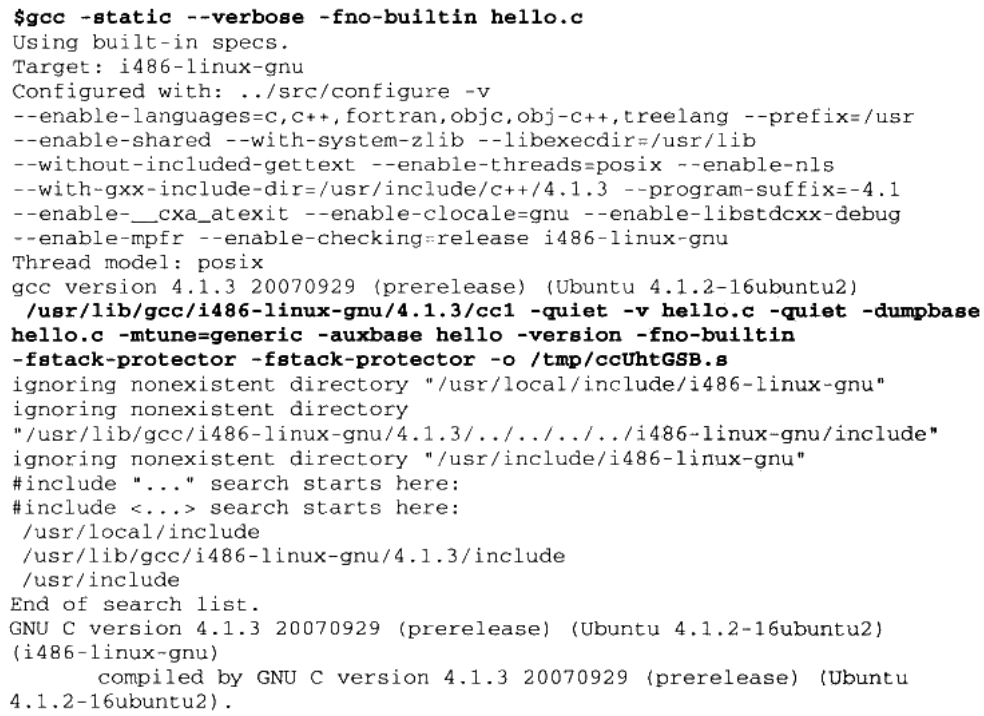 $gcc -static --verbose -fno-builtin hello.c
Using built-in specs.
Target: i486-linux-gnu
Configured with: ../src/configure -v
--enable-languages=c,c++,fortran,objc,obj-c++,treelang --prefix=/usr
--enable-shared --with-system-zlib --libexecdir=/usr/lib
--without-included-gettext --enable-threads=posix --enable-nls
--with-gxx-include-dir=/usr/include/c++/4.1.3 --program-suffix=-4.1
--enable-__cxa_atexit --enable-clocale=gnu --enable-libstdcxx-debug
--enable-mpfr --enable-checking=release i486-linux-gnu
Thread model: posix
gcc version 4.1.3 20070929 (prerelease) (Ubuntu 4.1.2-16ubuntu2)
/usr/lib/gcc/i486-linux-gnu/4.1.3/cc1 -quiet -v hello.c -quiet -dumpbase
hello.c -mtune=generic -auxbase hello -version -fno-builtin
-fstack-protector -fstack-protector -o /tmp/ccUhtGSB.s
ignoring nonexistent directory "/usr/local/include/i486-linux-gnu"
ignoring nonexistent directory
"/usr/lib/gcc/i486-linux-gnu/4.1.3/../../../../i486-linux-gnu/include"
ignoring nonexistent directory "/usr/include/i486-linux-gnu"
#include "..." search starts here:
#include <...> search starts here:
/usr/local/include
/usr/lib/gcc/i486-linux-gnu/4.1.3/include
/usr/include
End of search list.
GNU C version 4.1.3 20070929 (prerelease) (Ubuntu 4.1.2-16ubuntu2)
(i486-linux-gnu)
compiled by GNU C version 4.1.3 20070929 (prerelease) (Ubuntu
4.1.2-16ubuntu2).